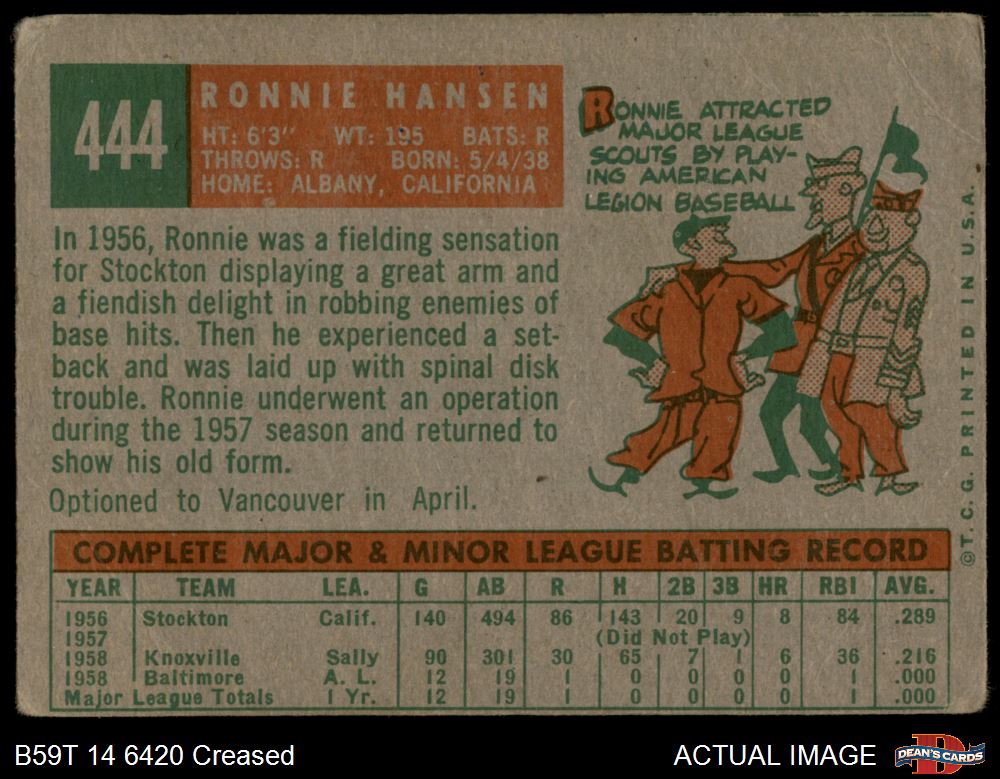 444
RONNIE HANSEN
HT: 6'3" WT: 195 BATS: R
THROWS: R BORN: 5/4/38
HOME: ALBANY, CALIFORNIA
RONNIE ATTRACTED
MAJOR LEAGUE
SCOUTS BY PLAY-
ING AMERICAN
LEGION BASEBALL
In 1956, Ronnie was a fielding sensation
for Stockton displaying a great arm and
a fiendish delight in robbing enemies of
base hits. Then he experienced a set-
back and was laid up with spinal disk
trouble. Ronnie underwent an operation
during the 1957 season and returned to
show his old form.
Optioned to Vancouver in April.
©T. C. G. PRINTED IN U.S.A.
COMPLETE MAJOR & MINOR LEAGUE BATTING RECORD
YEAR TEAM LEA. G AB R H 2B 3B HR RBI AVG.
1956 Stockton Calif. 140 494 86 143 20 9 8 84 .289
1957 (Did Not Play)
1958 Knoxville Sally 90 301 30 65 7 1 6 36 .216
1958 Baltimore A. L. 12 19 1 0 0 0 0 1 .000
Major League Totals 1 Yr. 12 19 1 0 0 0 0 1 .000
B59T 14 6420 Creased
ACTUAL IMAGE
DEAN'S CARDS